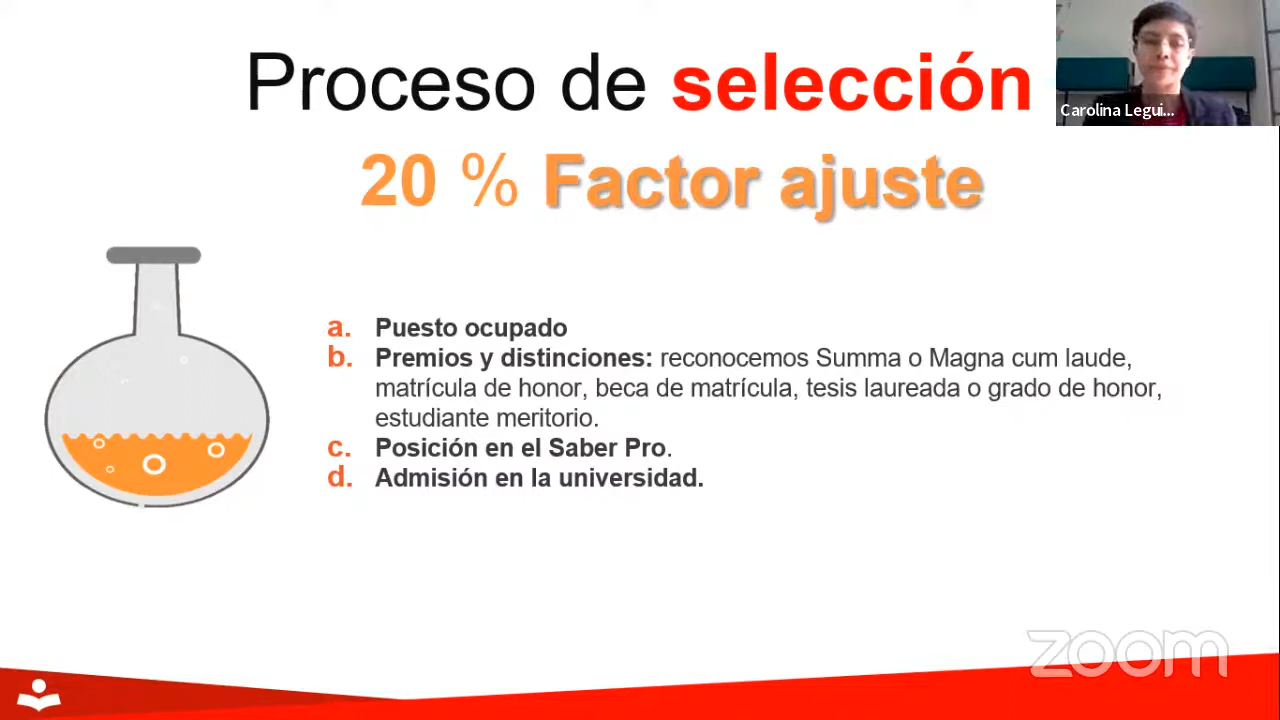 Proceso de selección
Carolina Legui...
20 % Factor ajuste
a. Puesto ocupado
b. Premios y distinciones: reconocemos Summa o Magna cum laude,
matrícula de honor, beca de matrícula, tesis laureada o grado de honor,
estudiante meritorio.
c. Posición en el Saber Pro.
d. Admisión en la universidad.
zoom